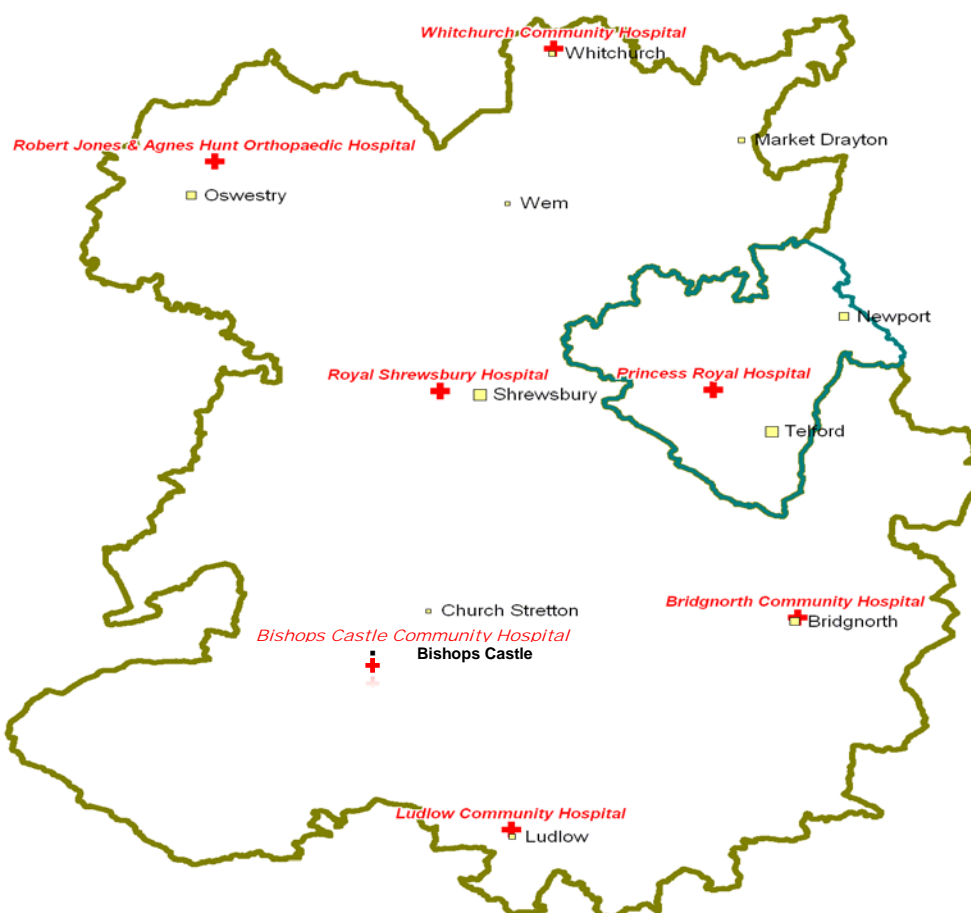 Whitchurch Community Hospital
Whitchurch
Market Drayton
Robert Jones & Agnes Hunt Orthopaedic Hospital
Oswestry
Wem
Newport
Royal Shrewsbury Hospital
Princess Royal Hospital
Shrewsbury
Telford
Church Stretton
Bridgnorth Community Hospital
Bridgnorth
Bishops Castle Community Hospital
Bishops Castle
Ludlow Community Hospital
Ludlow